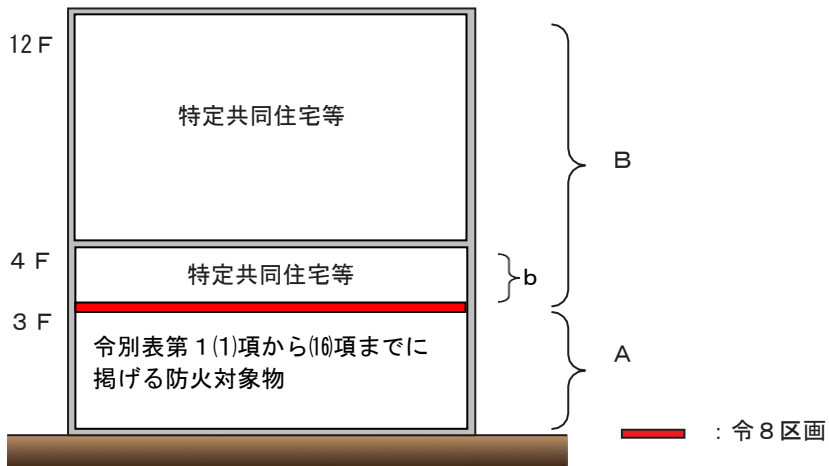 12F
特定共同住宅等
B
4F
特定共同住宅等
b
3F
令別表第1⑴項から⒃項までに
掲げる防火対象物
A
：令8区画